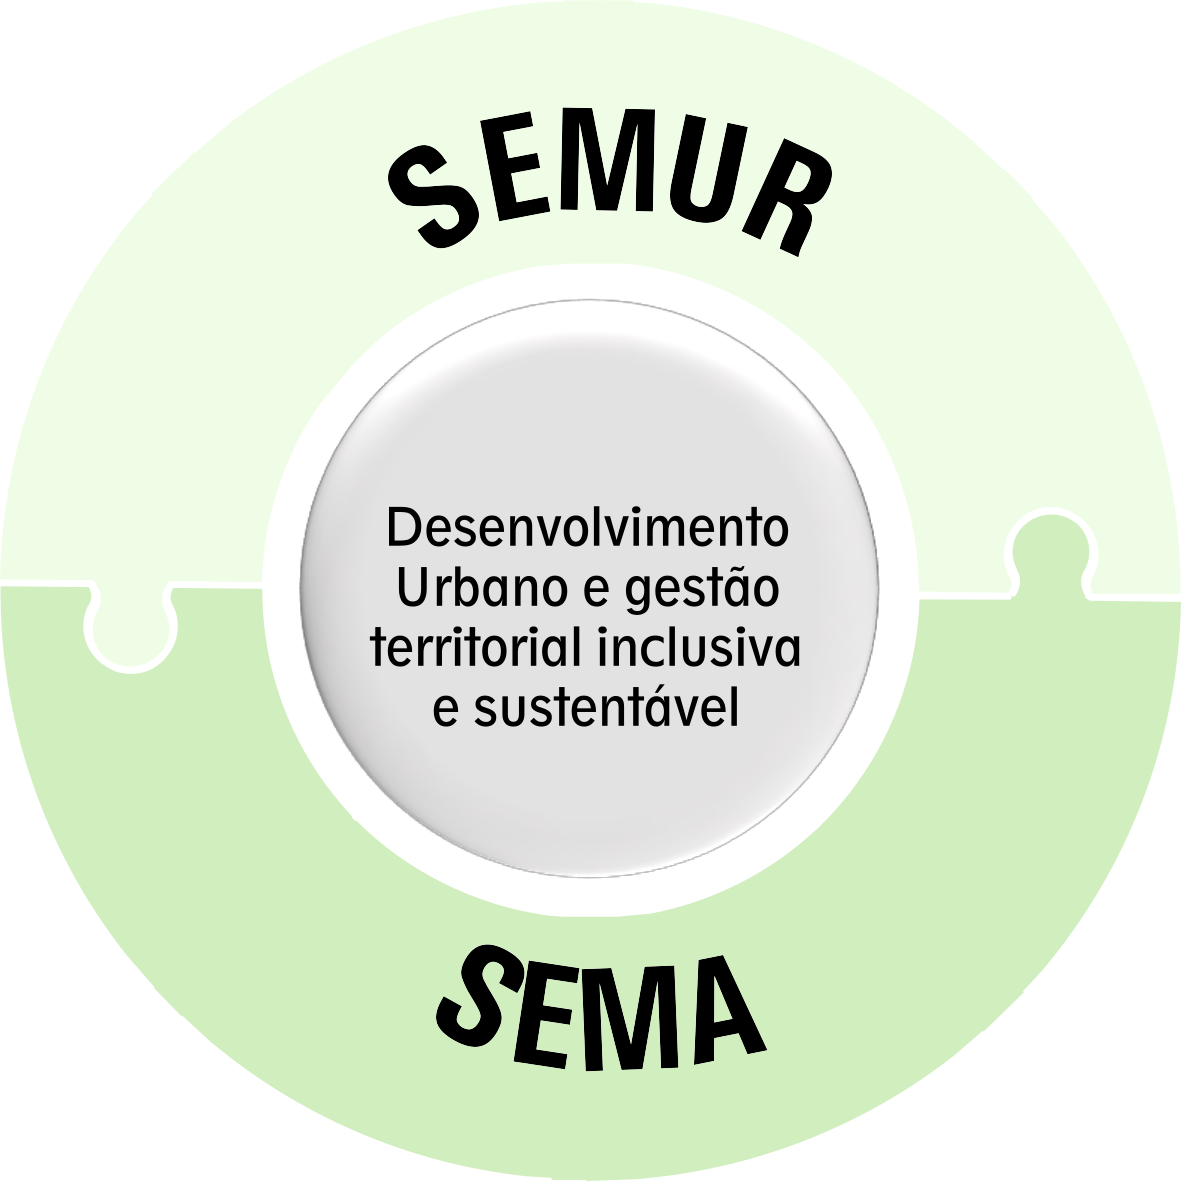 SEMUR
Desenvolvimento
Urbano e gestão
territorial inclusiva
e sustentável
SEMA